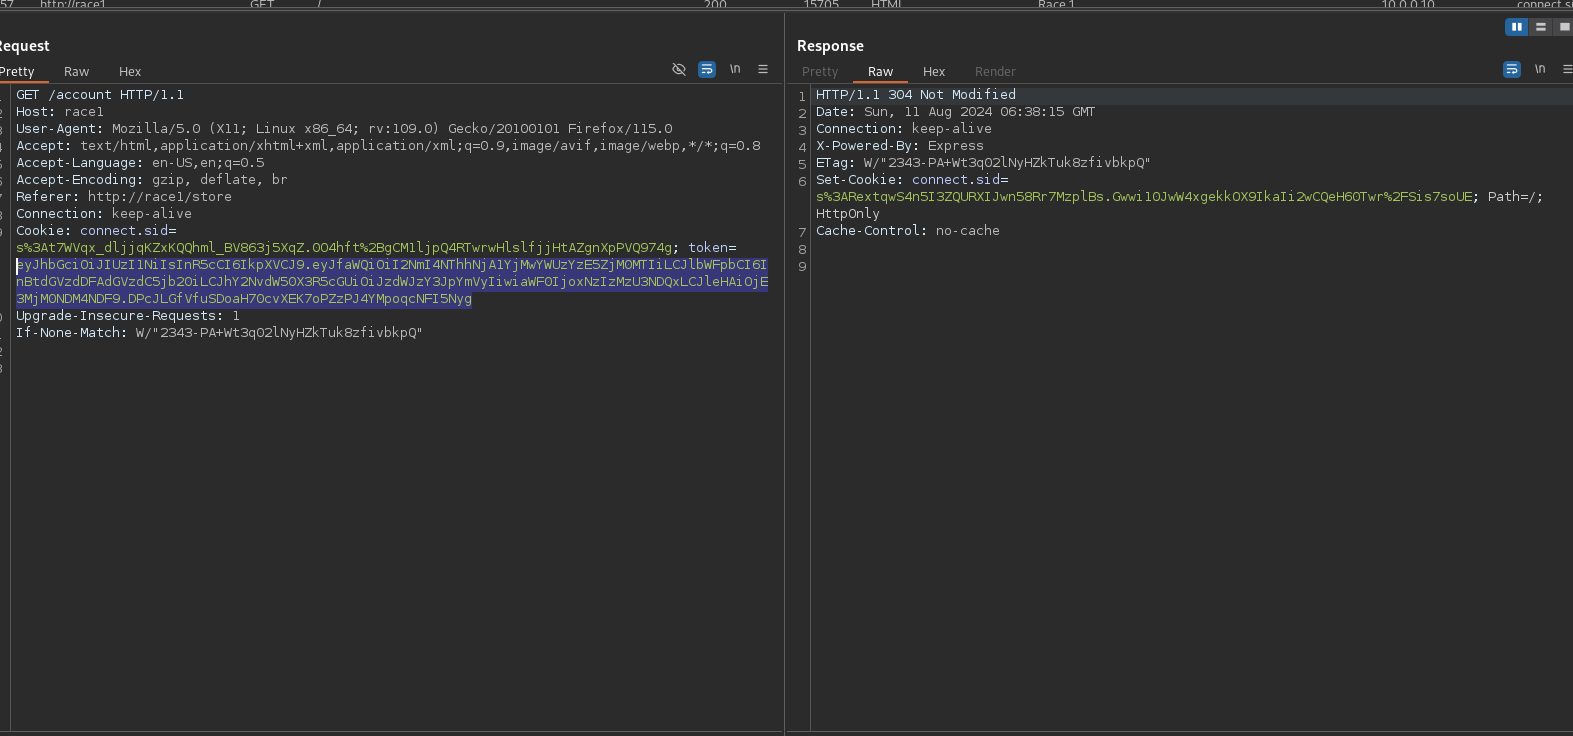 57 http://race1 GET / 200 15705 HTML Race 1 10.0.0.10
Request
Pretty Raw Hex \n
GET /account HTTP/1.1
Host: race1
User-Agent: Mozilla/5.0 (X11; Linux x86_64; rv:109.0) Gecko/20100101 Firefox/115.0
Accept: text/html,application/xhtml+xml,application/xml;q=0.9,image/avif,image/webp,*/*;q=0.8
Accept-Language: en-US,en;q=0.5
Accept-Encoding: gzip, deflate, br
Referer: http://race1/store
Connection: keep-alive
Cookie: connect.sid=
s%3At7WVqx_dljjqKZxKQQhml_BV863j5XqZ.0O4hft%2BgCM1ljpQ4RTwrwHlslfjjHtAZgnXpPVQ974g; token=
eyJhbGciOiJIUzI1NiIsInR5cCI6IkpXVCJ9.eyJfaWQiOiI2NmI4NThhNjA1YjMwYWUzYzE5ZjM0MTIiLCJlbWFpbCI6I
nBtdGVzdDFAdGVzdC5jb20iLCJhY2NvdW50X3R5cGUiOiJzdWJzY3JpYmVyIiwiaWF0IjoxNzIzMzU3NDQxLCJleHAiOjE
3MjM0NDM4NDF9.DPcJLGfVfuSDoaH70cvXEK7oPZzPJ4YMpoqcNFI5Nyg
Upgrade-Insecure-Requests: 1
If-None-Match: W/"2343-PA+Wt3q02lNyHZkTuk8zfivbkpQ"
Response
Pretty Raw Hex Render \n
1 HTTP/1.1 304 Not Modified
2 Date: Sun, 11 Aug 2024 06:38:15 GMT
3 Connection: keep-alive
4 X-Powered-By: Express
5 ETag: W/"2343-PA+Wt3q02lNyHZkTuk8zfivbkpQ"
6 Set-Cookie: connect.sid=
s%3ARextqwS4n5I3ZQURXIJwn58Rr7MzplBs.Gwwi10JwW4xgekkOX9IkaIi2wCQeH60Twr%2FSis7soUE; Path=/;
HttpOnly
7 Cache-Control: no-cache
8
9